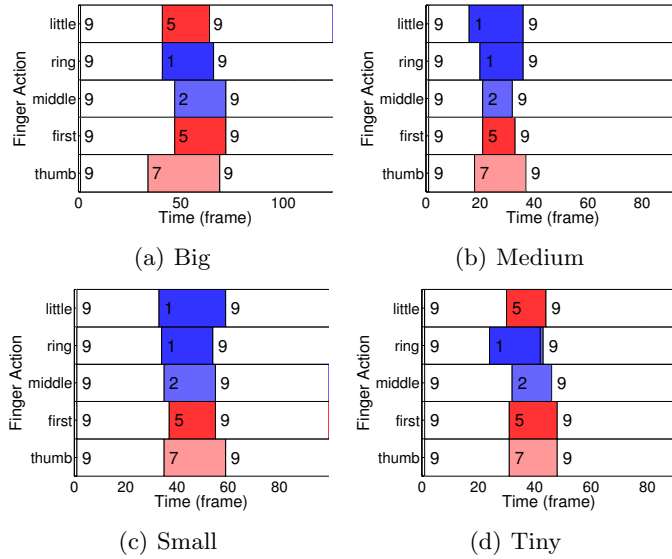 Finger Action
little 9 5 9
ring 9 1 9
middle 9 2 9
first 9 5 9
thumb 9 7 9
0 50 100
Time (frame)
(a) Big
Finger Action
little 9 1 9
ring 9 1 9
middle 9 2 9
first 9 5 9
thumb 9 7 9
0 20 40 60 80
Time (frame)
(b) Medium
Finger Action
little 9 1 9
ring 9 1 9
middle 9 2 9
first 9 5 9
thumb 9 7 9
0 20 40 60 80
Time (frame)
(c) Small
Finger Action
little 9 5 9
ring 9 1 9
middle 9 2 9
first 9 5 9
thumb 9 7 9
0 20 40 60 80
Time (frame)
(d) Tiny